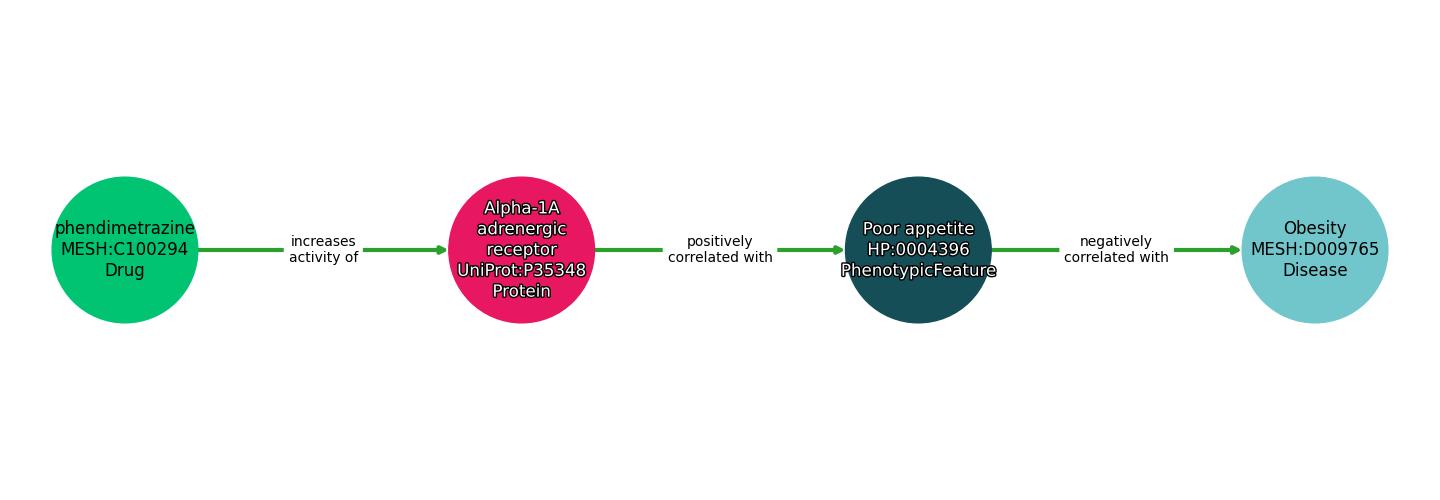 phendimetrazine
MESH:C100294
Drug
increases
activity of
Alpha-1A
adrenergic
receptor
UniProt:P35348
Protein
positively
correlated with
Poor appetite
HP:0004396
PhenotypicFeature
negatively
correlated with
Obesity
MESH:D009765
Disease